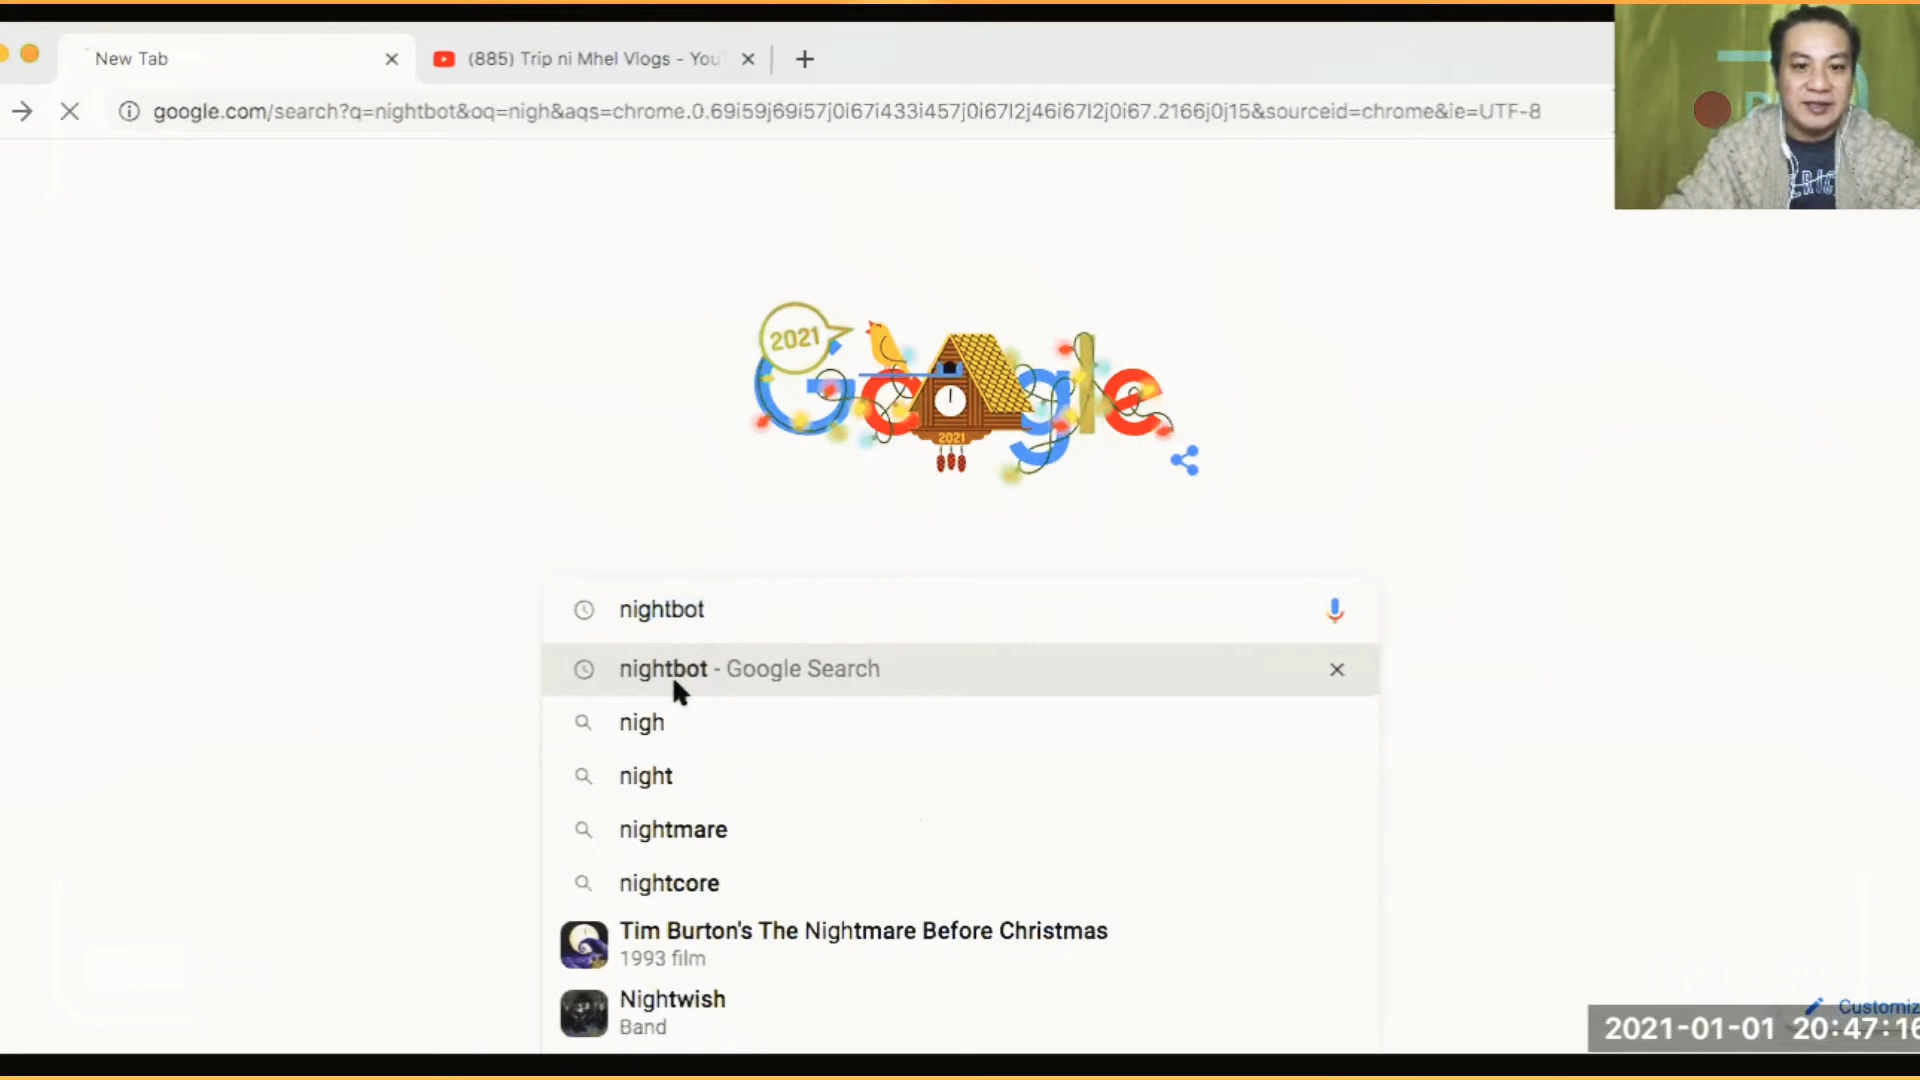 New Tab
(885) Trip ni Mhel Vlogs - You
google.com/search?q=nightbot&oq=nigh&aqs=chrome.0.69i59j69i57j0i67i433i457j0i67l2j46i67l2j0i67.2166j0j15&sourceid=chrome&ie=UTF-8
2021
Google
2021
nightbot
nightbot - Google Search
nigh
night
nightmare
nightcore
Tim Burton's The Nightmare Before Christmas
1993 film
Nightwish
Band
Customiz
2021-01-01 20:47:16